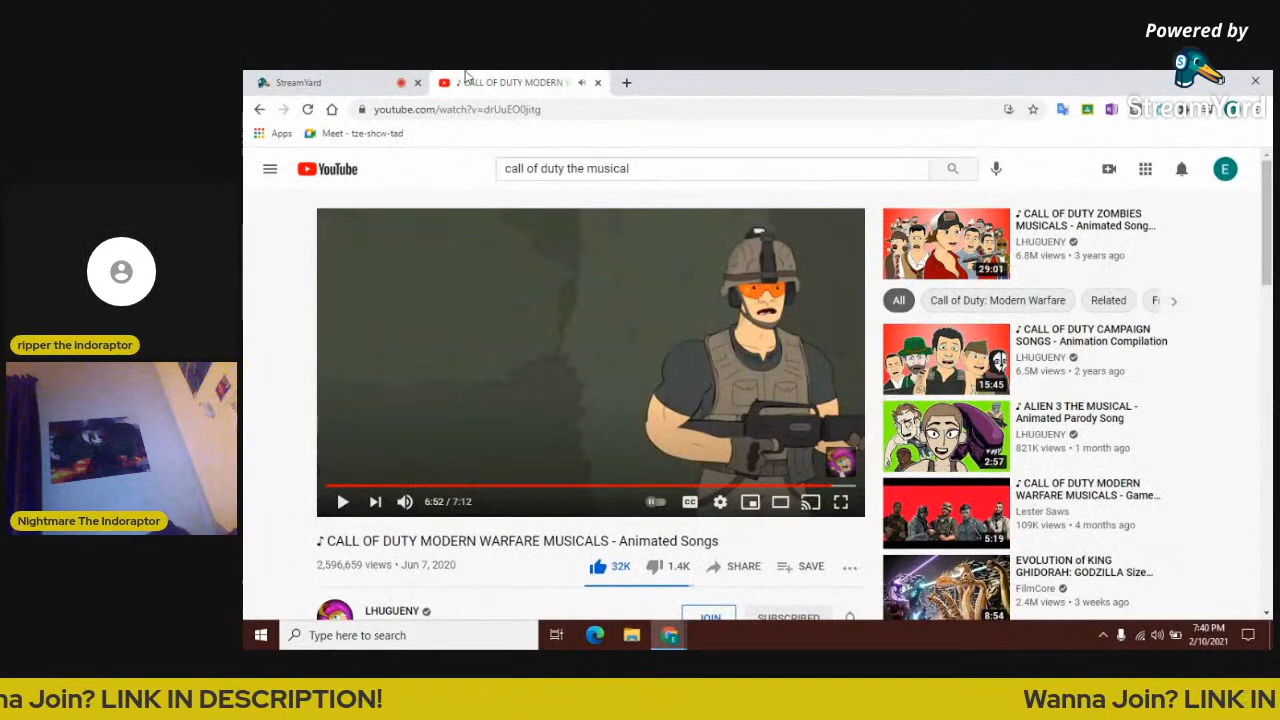 Powered by
StreamYard
StreamYard
♪ CALL OF DUTY MODERN W
youtube.com/watch?v=drUuEO0jitg
Apps
Meet - tze-shcw-tad
YouTube
call of duty the musical
E
♪ CALL OF DUTY ZOMBIES
MUSICALS - Animated Song...
LHUGUENY
6.8M views • 3 years ago
29:01
All
Call of Duty: Modern Warfare
Related
♪ CALL OF DUTY CAMPAIGN
SONGS - Animation Compilation
LHUGUENY
6.5M views • 2 years ago
15:45
♪ ALIEN 3 THE MUSICAL -
Animated Parody Song
LHUGUENY
821K views • 1 month ago
2:57
♪ CALL OF DUTY MODERN
WARFARE MUSICALS - Game...
Lester Saws
109K views • 4 months ago
5:19
EVOLUTION of KING
GHIDORAH: GODZILLA Size...
FilmCore
2.4M views • 3 weeks ago
8:54
6:52 / 7:12
CC
♪ CALL OF DUTY MODERN WARFARE MUSICALS - Animated Songs
2,596,659 views • Jun 7, 2020
32K
1.4K
SHARE
SAVE
LHUGUENY
JOIN
SUBSCRIBED
ripper the indoraptor
Nightmare The Indoraptor
Type here to search
7:40 PM
2/10/2021
na Join? LINK IN DESCRIPTION!
Wanna Join? LINK IN